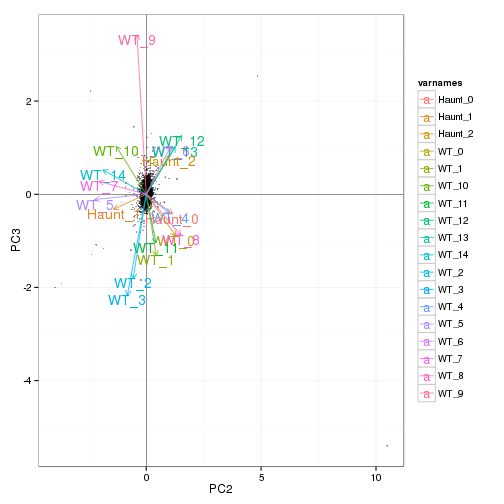 WT_9
varnames
Haunt_0
Haunt_1
Haunt_2
WT_0
WT_1
WT_10
WT_11
WT_12
WT_13
WT_14
WT_2
WT_3
WT_4
WT_5
WT_6
WT_7
WT_8
WT_9
2
WT_12
WT_10
WT_13
Haunt_2
WT_14
WT_7
0
WT_5
Haunt_
WT_4
Haunt_0
WT_0
WT_8
WT_11
WT_1
-2
WT_2
WT_3
-4
PC3
0
5
10
PC2